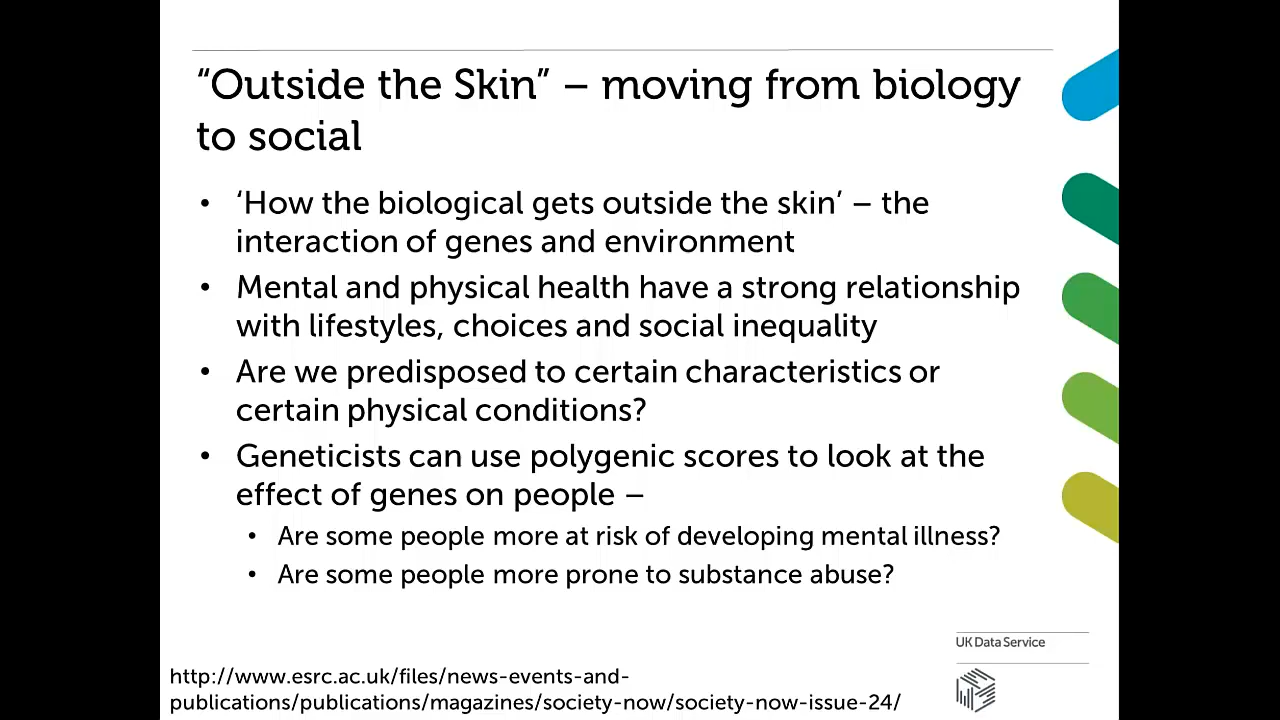 “Outside the Skin” – moving from biology
to social
• ‘How the biological gets outside the skin’ – the
interaction of genes and environment
• Mental and physical health have a strong relationship
with lifestyles, choices and social inequality
• Are we predisposed to certain characteristics or
certain physical conditions?
• Geneticists can use polygenic scores to look at the
effect of genes on people –
• Are some people more at risk of developing mental illness?
• Are some people more prone to substance abuse?
UK Data Service
http://www.esrc.ac.uk/files/news-events-and-
publications/publications/magazines/society-now/society-now-issue-24/